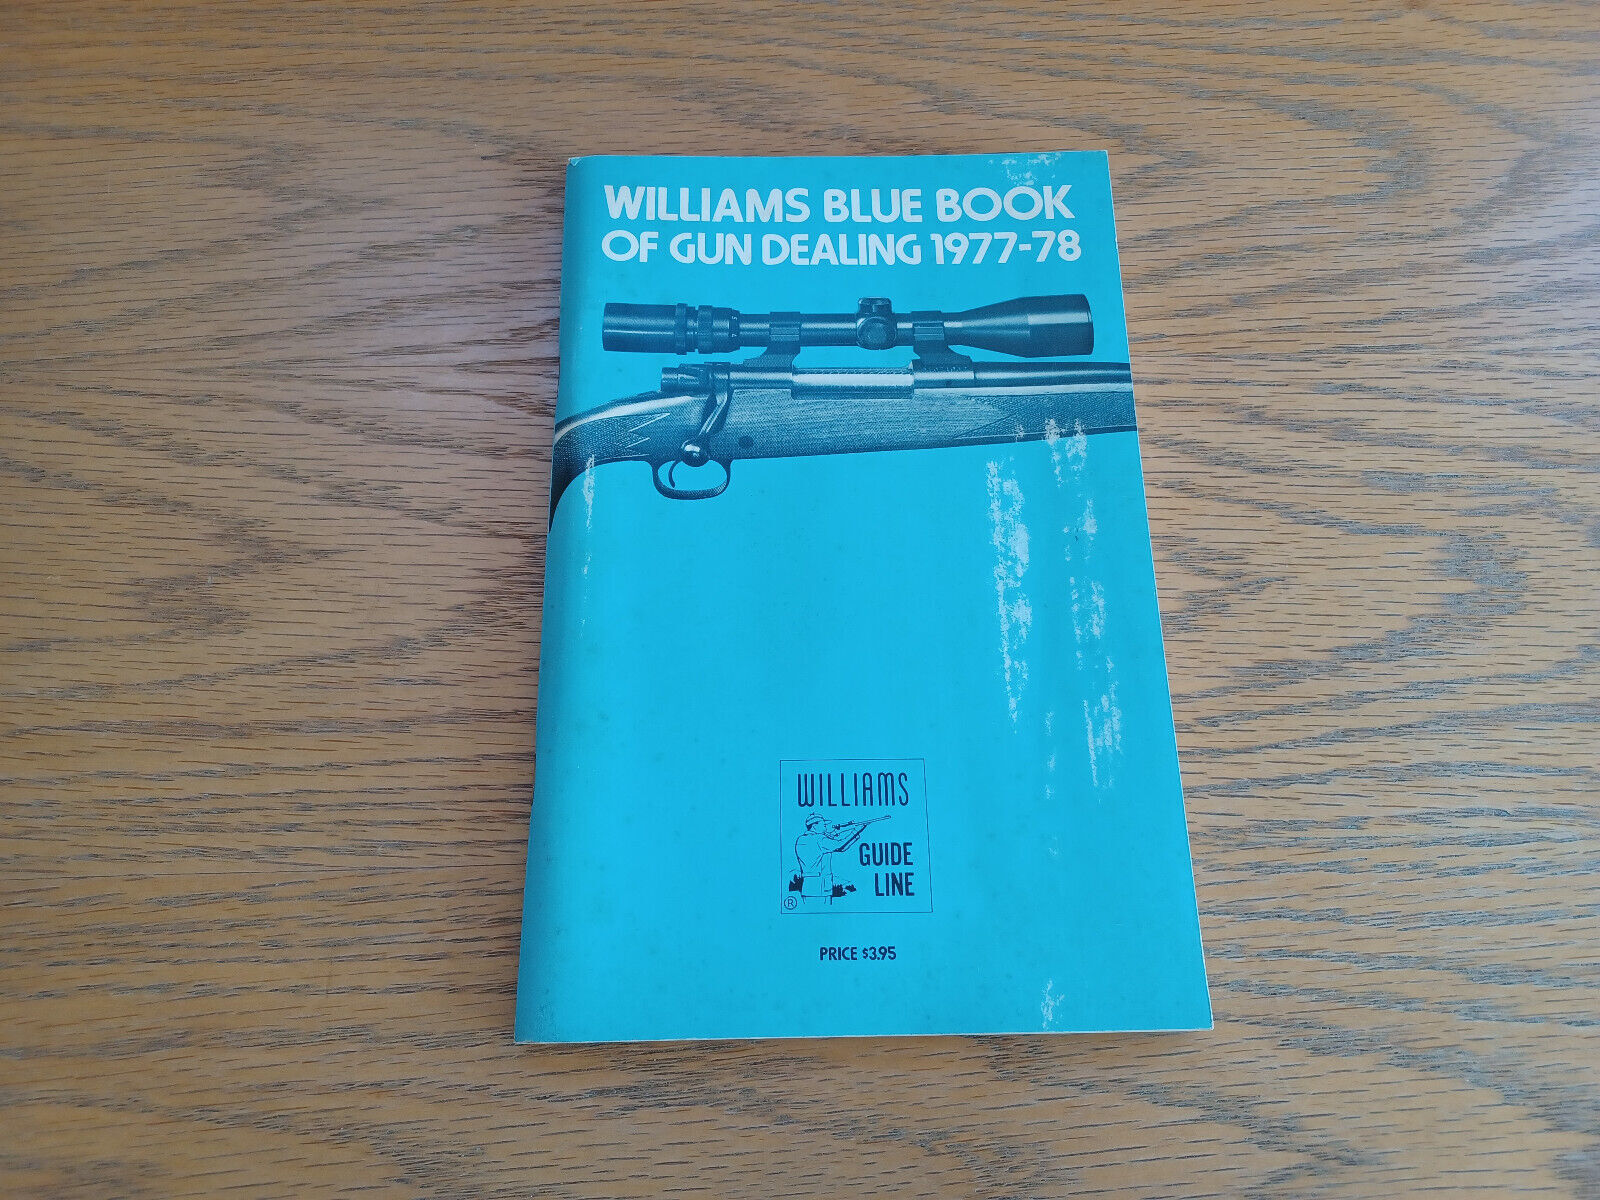 WILLIAMS BLUE BOOK
OF GUN DEALING 1977-78
WILLIAMS
GUIDE
LINE
®
PRICE $3.95